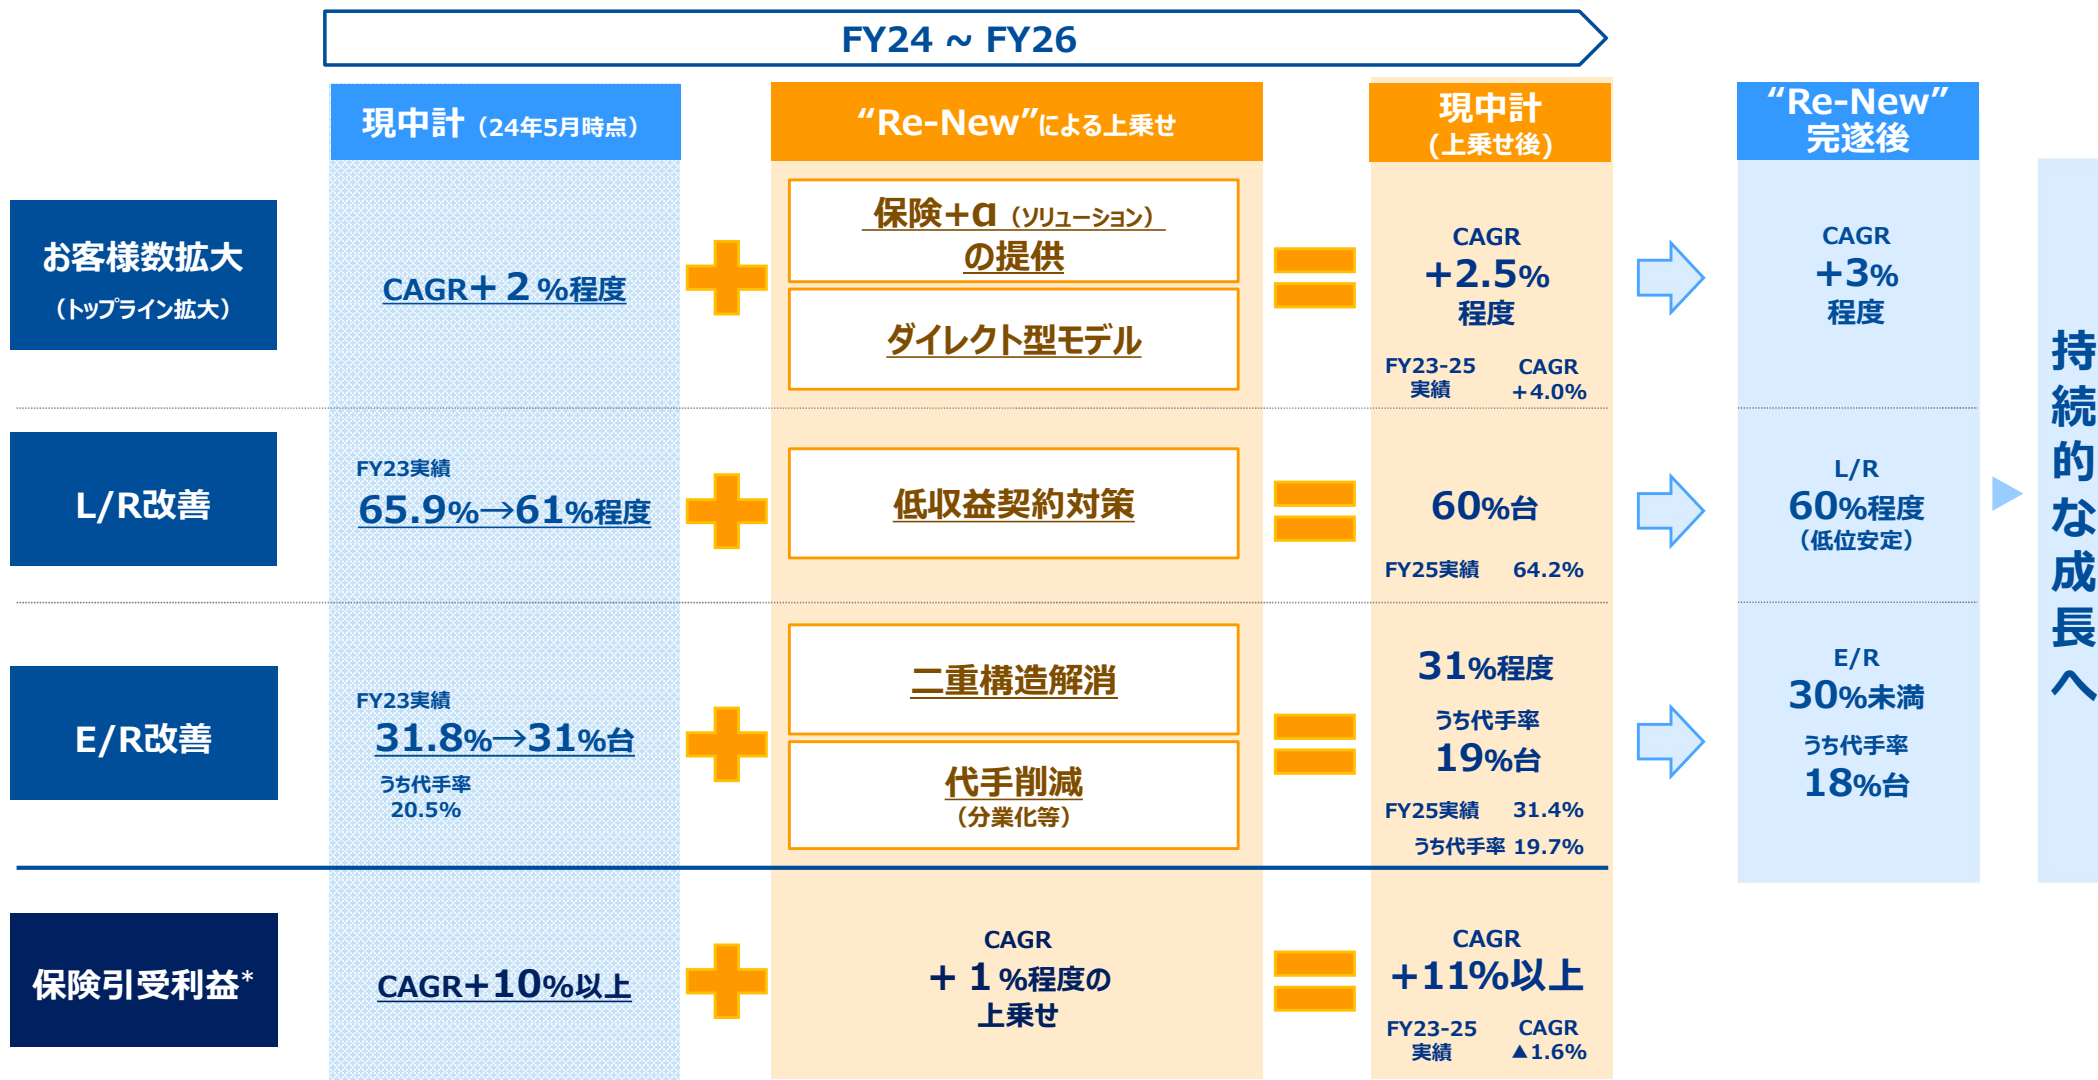 FY24 ~ FY26
現中計（24年5月時点）
“Re-New”による上乗せ
現中計
(上乗せ後)
“Re-New”
完遂後
お客様数拡大
（トップライン拡大）
CAGR+２%程度
保険+α（ソリューション）
の提供
ダイレクト型モデル
CAGR
+2.5%
程度
FY23-25
実績
CAGR
+4.0%
CAGR
+3%
程度
L/R改善
FY23実績
65.9%→61%程度
低収益契約対策
60%台
FY25実績 64.2%
L/R
60%程度
（低位安定）
E/R改善
FY23実績
31.8%→31%台
うち代手率
20.5%
二重構造解消
代手削減
（分業化等）
31%程度
うち代手率
19%台
FY25実績 31.4%
うち代手率 19.7%
E/R
30%未満
うち代手率
18%台
保険引受利益*
CAGR+10%以上
CAGR
+１%程度の
上乗せ
CAGR
+11%以上
FY23-25
実績
CAGR
▲1.6%
持続的な成長へ